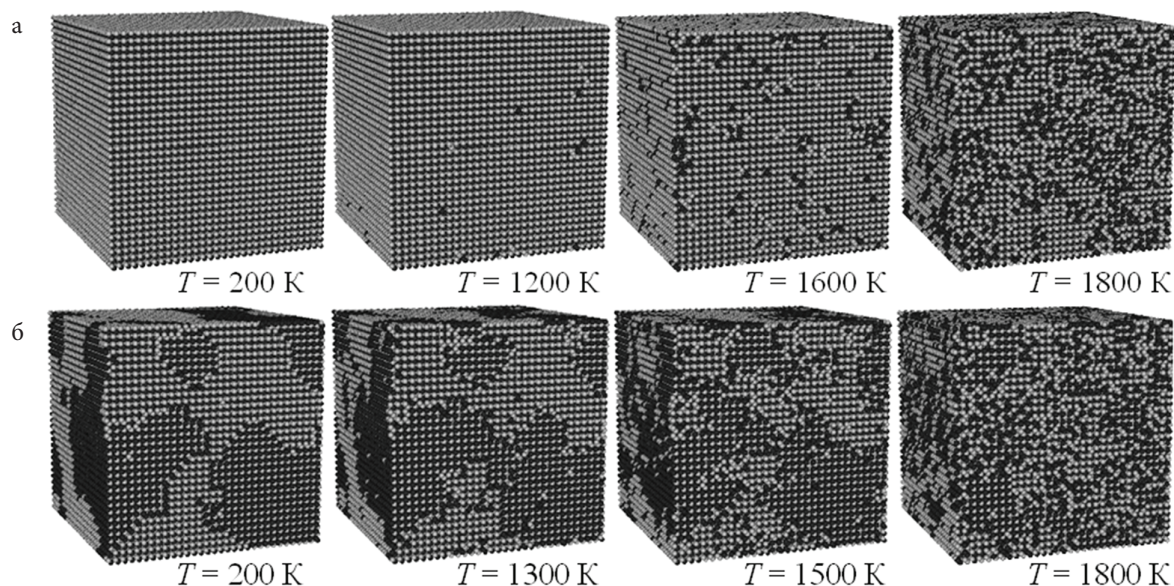 а
T = 200 К
T = 1200 К
T = 1600 К
T = 1800 К
б
T = 200 К
T = 1300 К
T = 1500 К
T = 1800 К